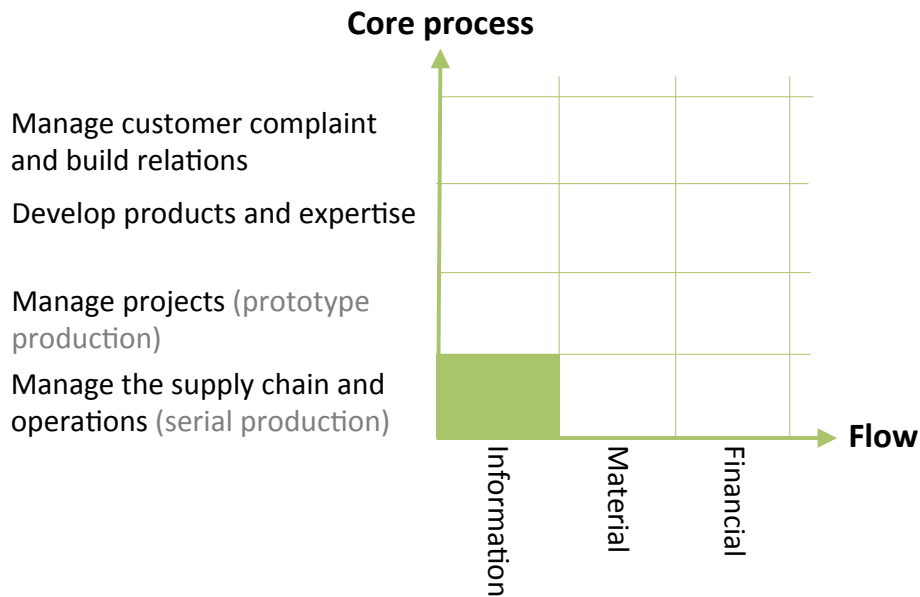 Core process
Manage customer complaint
and build relations
Develop products and expertise
Manage projects (prototype
production)
Manage the supply chain and
operations (serial production)
Flow
Information
Material
Financial